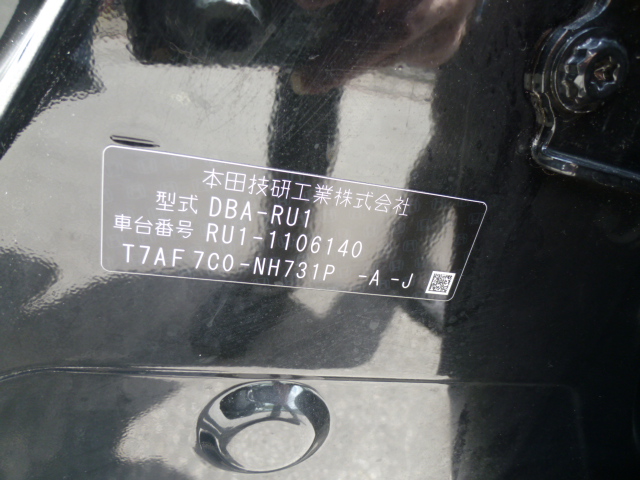 本田技研工業株式会社
型式 DBA-RU1
車台番号 RU1-1106140
T7AF7C0-NH731P -A-J